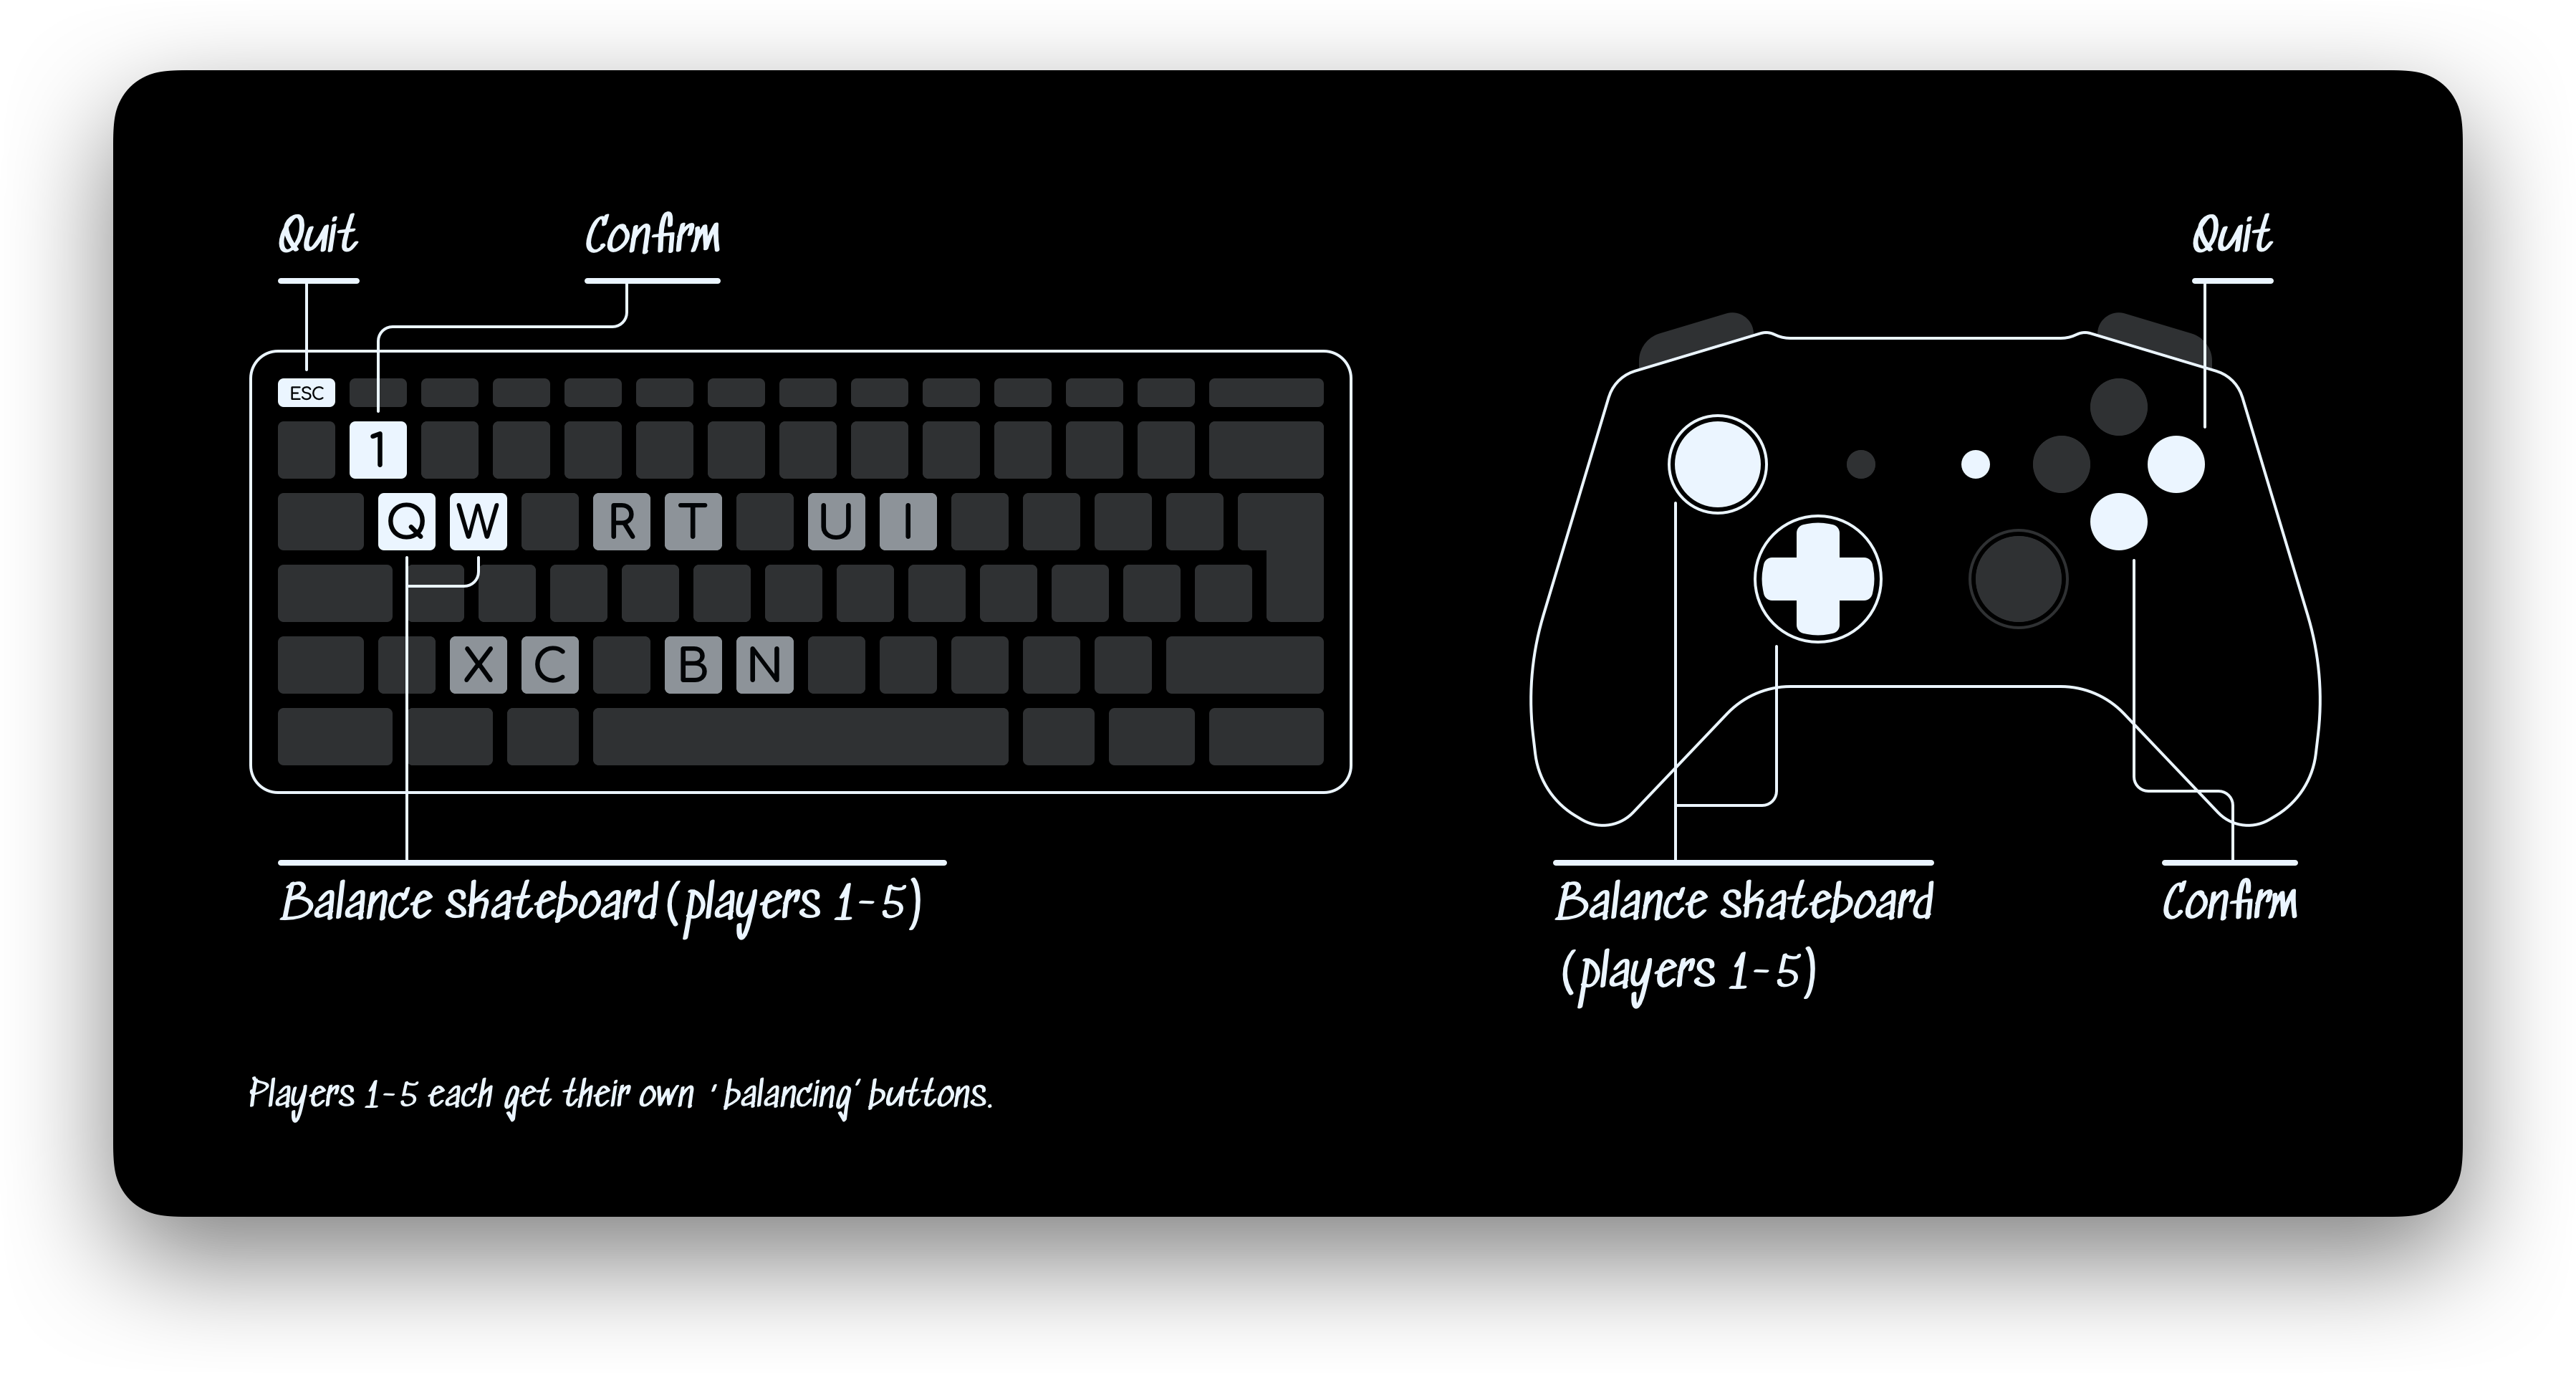 Quit Confirm Quit
ESC
1
Q W R T U I
X C B N
Balance skateboard (players 1-5)
Balance skateboard
(players 1-5)
Confirm
Players 1-5 each get their own 'balancing' buttons.